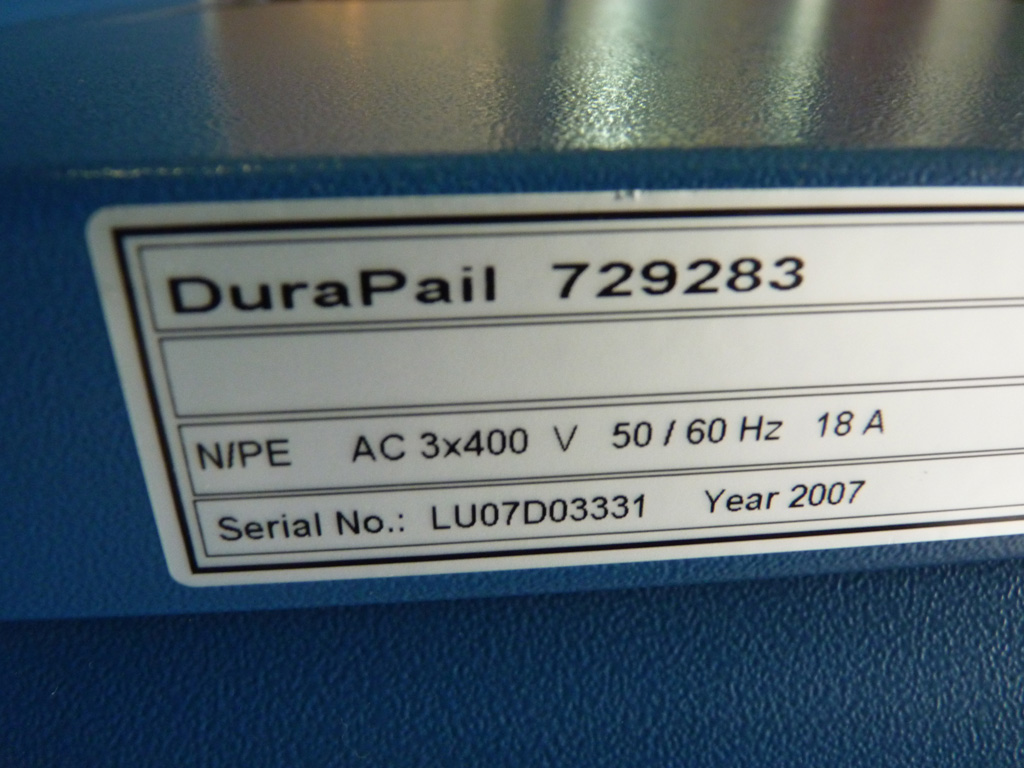 DuraPail 729283
N/PE AC 3x400 V 50 / 60 Hz 18 A
Serial No.: LU07D03331 Year 2007